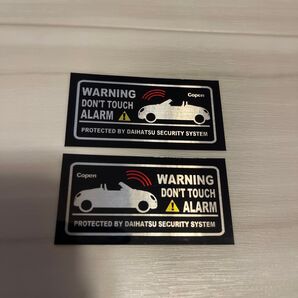 WARNING
Copen
DON'T TOUCH
ALARM
PROTECTED BY DAIHATSU SECURITY SYSTEM
Copen
WARNING
DON'T TOUCH
ALARM
PROTECTED BY DAIHATSU SECURITY SYSTEM